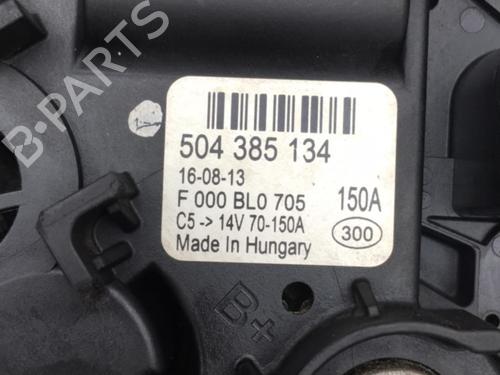 B-PARTS
504 385 134
16-08-13
F 000 BL0 705 150A
C5 -> 14V 70-150A 300
Made In Hungary
B+